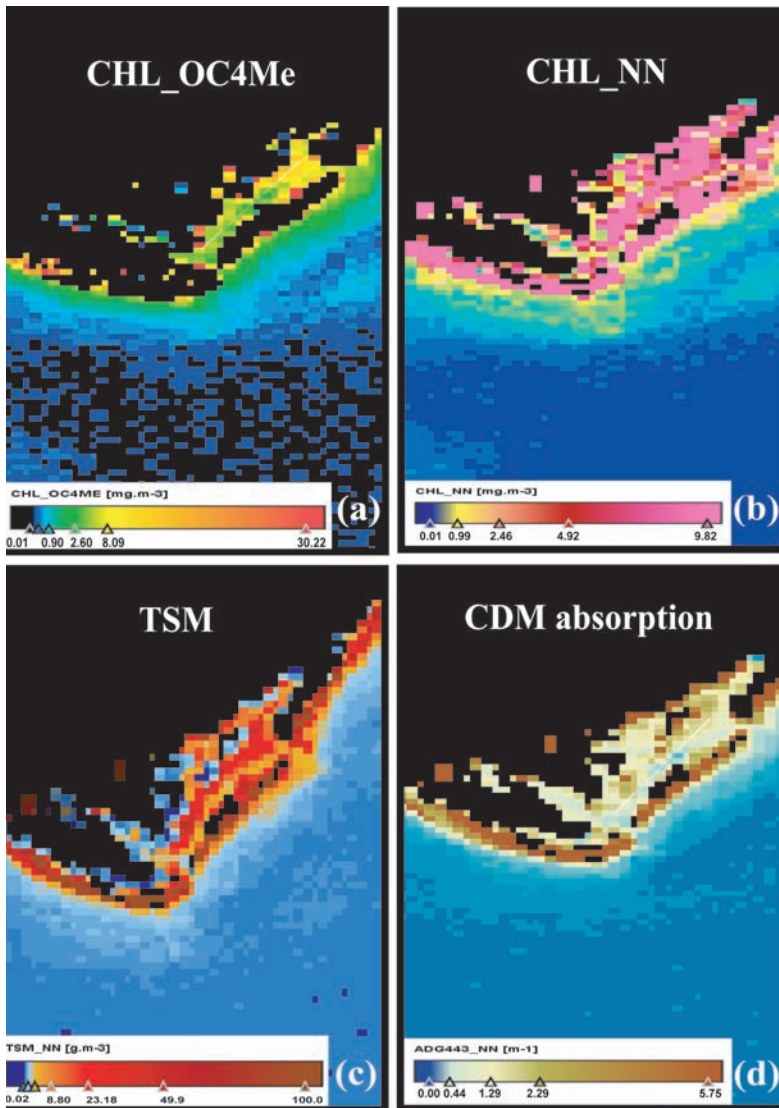 CHL_OC4Me
CHL_OC4ME [mg.m-3]
0.01 0.90 2.60 8.09 30.22
(a)
CHL_NN
CHL_NN [mg.m-3]
0.01 0.99 2.46 4.92 9.82
(b)
TSM
TSM_NN [g.m-3]
0.02 8.80 23.18 49.9 100.0
(c)
CDM absorption
ADG443_NN [m-1]
0.00 0.44 1.29 2.29 5.75
(d)